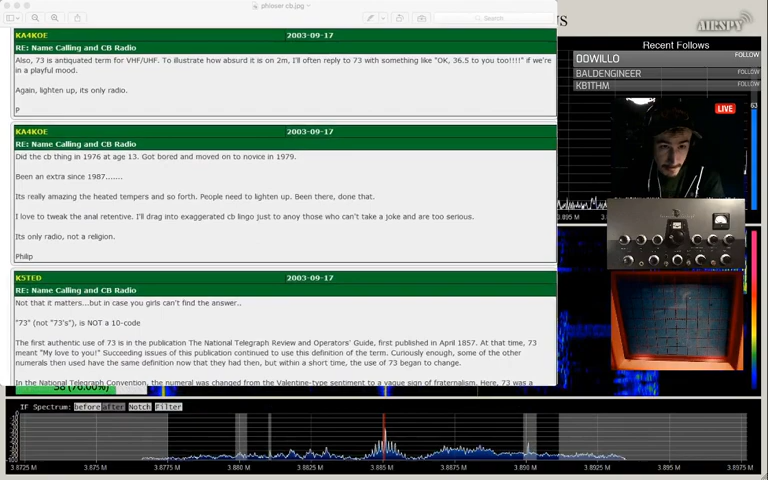 phloser cb.jpg
Search
US
AIRSPY
KA4KOE 2003-09-17
RE: Name Calling and CB Radio
Also, 73 is antiquated term for VHF/UHF. To illustrate how absurd it is on 2m, I'll often reply to 73 with something like "OK, 36.5 to you too!!!!" if we're
in a playful mood.
Again, lighten up, its only radio.
P
KA4KOE 2003-09-17
RE: Name Calling and CB Radio
Did the cb thing in 1976 at age 13. Got bored and moved on to novice in 1979.
Been an extra since 1987.......
Its really amazing the heated tempers and so forth. People need to lighten up. Been there, done that.
I love to tweak the anal retentive. I'll drag into exaggerated cb lingo just to anoy those who can't take a joke and are too serious.
Its only radio, not a religion.
Philip
K5TED 2003-09-17
RE: Name Calling and CB Radio
Not that it matters...but in case you girls can't find the answer..
"73" (not "73's"), is NOT a 10-code
The first authentic use of 73 is in the publication The National Telegraph Review and Operators' Guide, first published in April 1857. At that time, 73
meant "My love to you!" Succeeding issues of this publication continued to use this definition of the term. Curiously enough, some of the other
numerals then used have the same definition now that they had then, but within a short time, the use of 73 began to change.
In the National Telegraph Convention, the numeral was changed from the Valentine-type sentiment to a vague sign of fraternalism. Here, 73 was a
Recent Follows
OOWILLO FOLLOW
BALDENGINEER FOLLOW
KB1THM FOLLOW
LIVE
63
3.895 M
IF Spectrum: before after Notch Filter
3.8725 M 3.875 M 3.8775 M 3.880 M 3.8825 M 3.885 M 3.8875 M 3.890 M 3.8925 M 3.895 M 3.8975 M